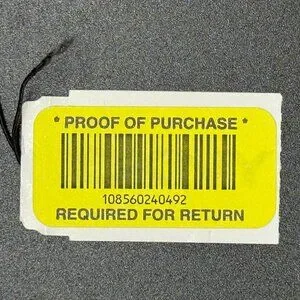 * PROOF OF PURCHASE *
108560240492
REQUIRED FOR RETURN